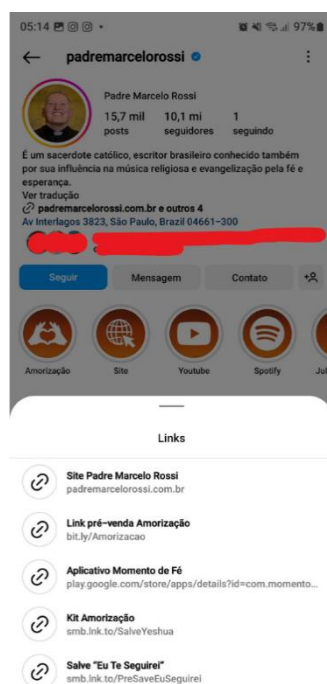 05:14
97%
padremarcelorossi
Padre Marcelo Rossi
15,7 mil 10,1 mi 1
posts seguidores seguindo
É um sacerdote católico, escritor brasileiro conhecido também
por sua influência na música religiosa e evangelização pela fé e
esperança.
Ver tradução
padremarcelorossi.com.br e outros 4
Av Interlagos 3823, São Paulo, Brazil 04661-300
Seguir Mensagem Contato
Amorização Site Youtube Spotify
Links
Site Padre Marcelo Rossi
padremarcelorossi.com.br
Link pré-venda Amorização
bit.ly/Amorizacao
Aplicativo Momento de Fé
play.google.com/store/apps/details?id=com.momento...
Kit Amorização
smb.lnk.to/SalveYeshua
Salve "Eu Te Seguirei"
smb.lnk.to/PreSaveEuSeguirei